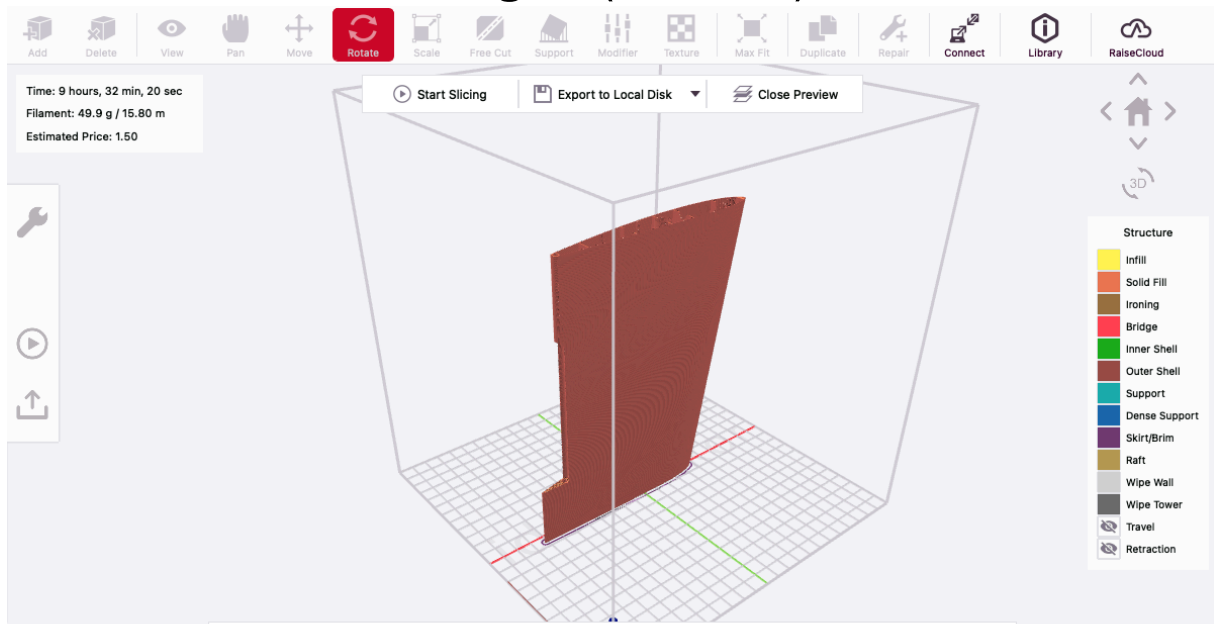 Add Delete View Pan Move Rotate Scale Free Cut Support Modifier Texture Max Fit Duplicate Repair Connect Library RaiseCloud
Time: 9 hours, 32 min, 20 sec
Filament: 49.9 g / 15.80 m
Estimated Price: 1.50
Start Slicing Export to Local Disk Close Preview
3D
Structure
Infill
Solid Fill
Ironing
Bridge
Inner Shell
Outer Shell
Support
Dense Support
Skirt/Brim
Raft
Wipe Wall
Wipe Tower
Travel
Retraction